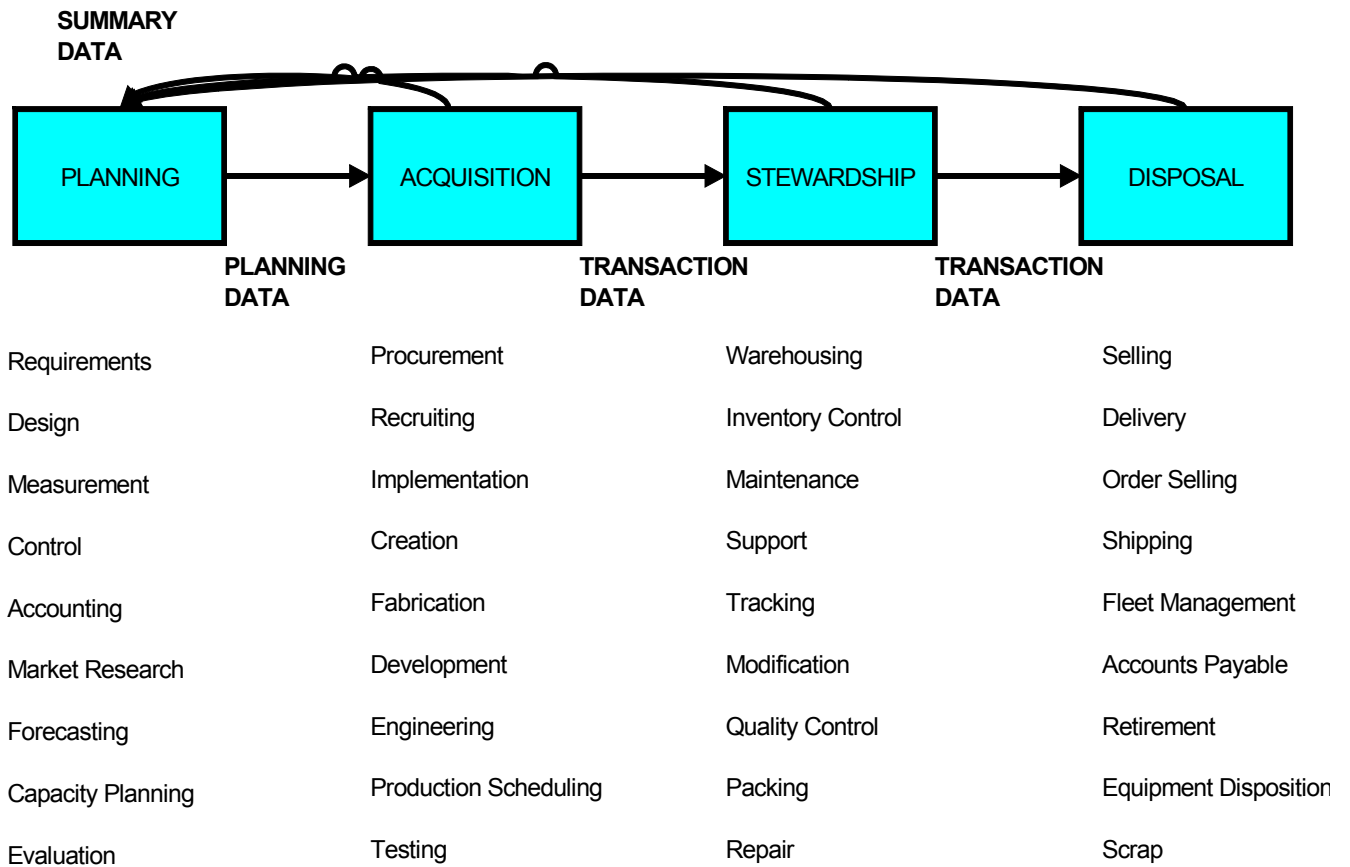 SUMMARY
DATA
PLANNING
ACQUISITION
STEWARDSHIP
DISPOSAL
PLANNING
DATA
TRANSACTION
DATA
TRANSACTION
DATA
Requirements
Design
Measurement
Control
Accounting
Market Research
Forecasting
Capacity Planning
Evaluation
Procurement
Recruiting
Implementation
Creation
Fabrication
Development
Engineering
Production Scheduling
Testing
Warehousing
Inventory Control
Maintenance
Support
Tracking
Modification
Quality Control
Packing
Repair
Selling
Delivery
Order Selling
Shipping
Fleet Management
Accounts Payable
Retirement
Equipment Disposition
Scrap